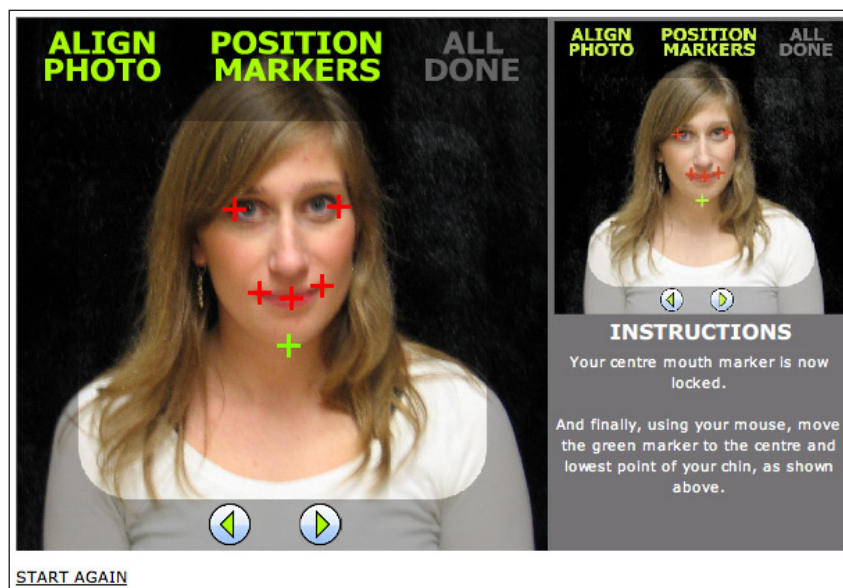 ALIGN
PHOTO
POSITION
MARKERS
ALL
DONE
ALIGN
PHOTO
POSITION
MARKERS
ALL
DONE
INSTRUCTIONS
Your centre mouth marker is now
locked.
And finally, using your mouse, move
the green marker to the centre and
lowest point of your chin, as shown
above.
START AGAIN